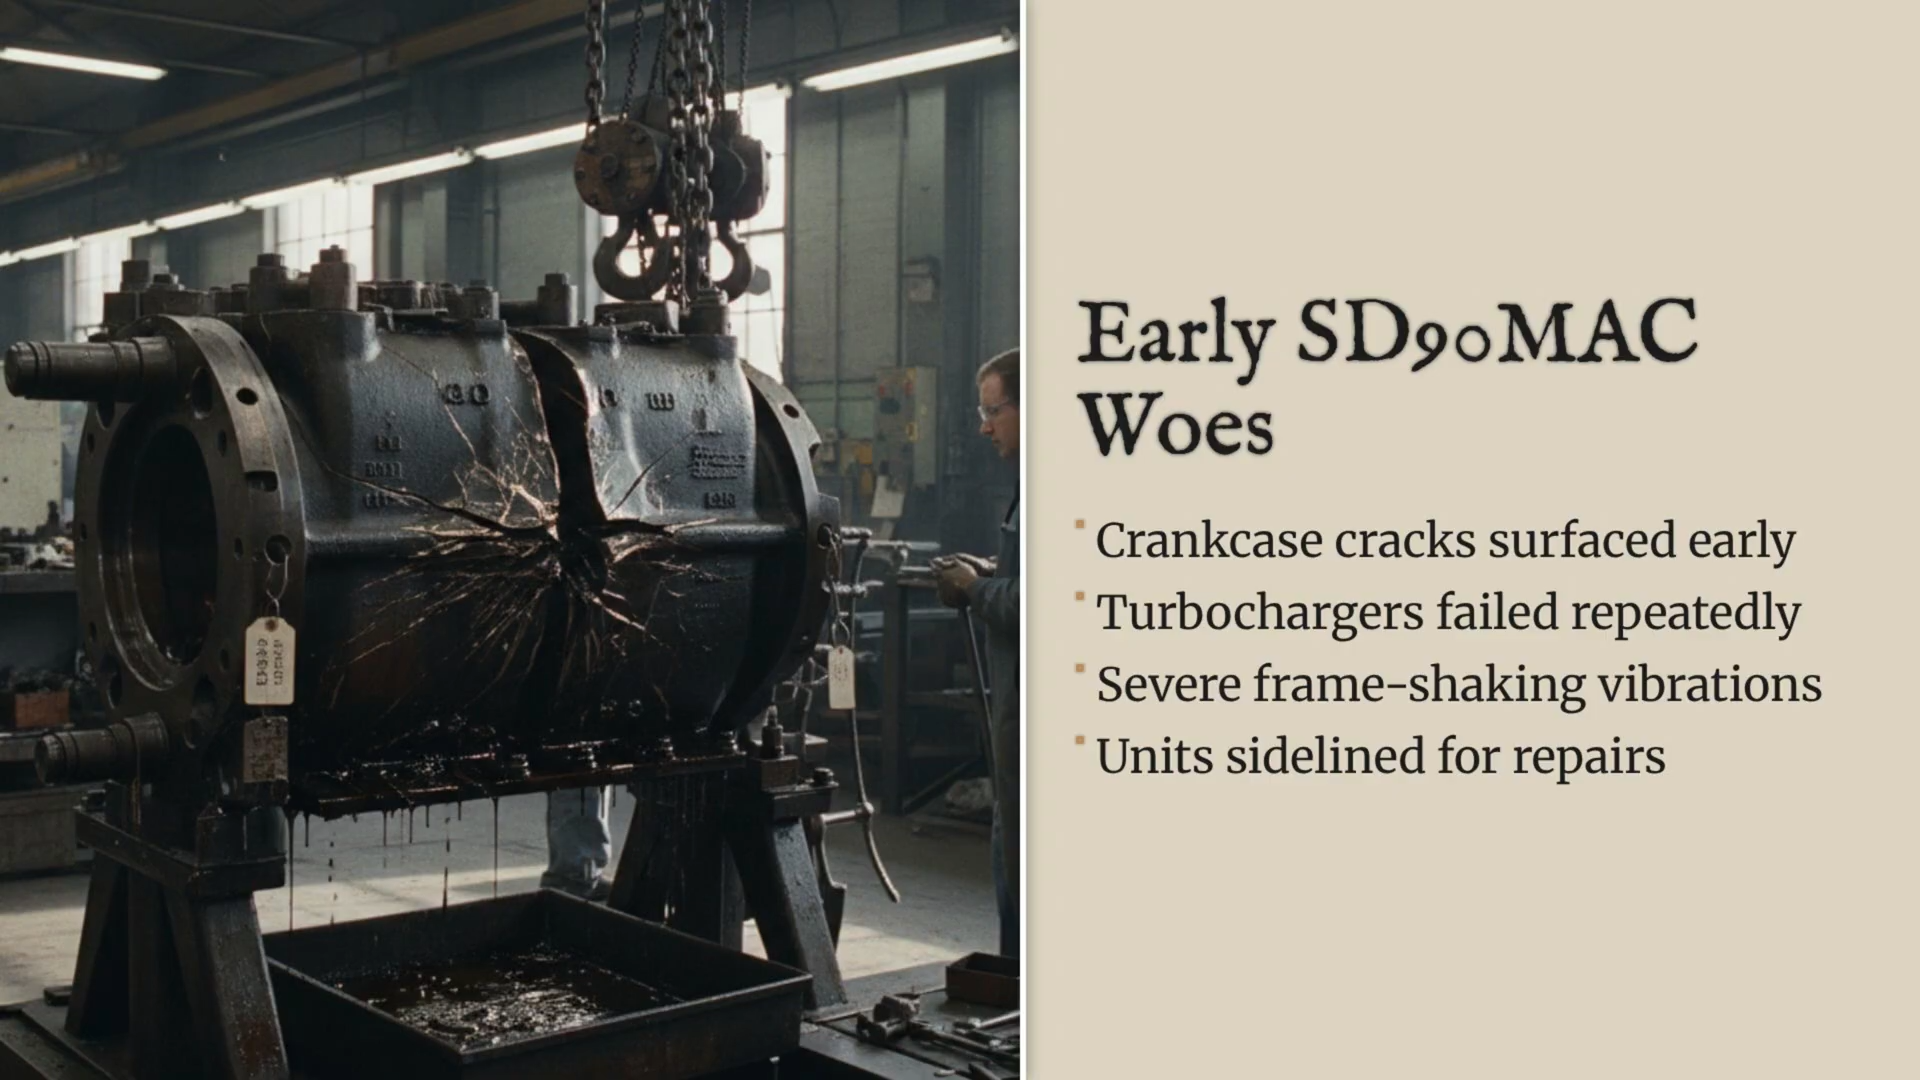 Early SD90MAC
Woes
Crankcase cracks surfaced early
Turbochargers failed repeatedly
Severe frame-shaking vibrations
Units sidelined for repairs